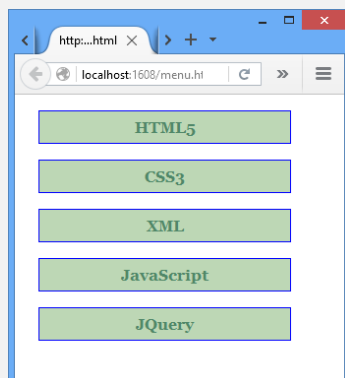 http:...html
localhost:1608/menu.ht
HTML5
CSS3
XML
JavaScript
JQuery